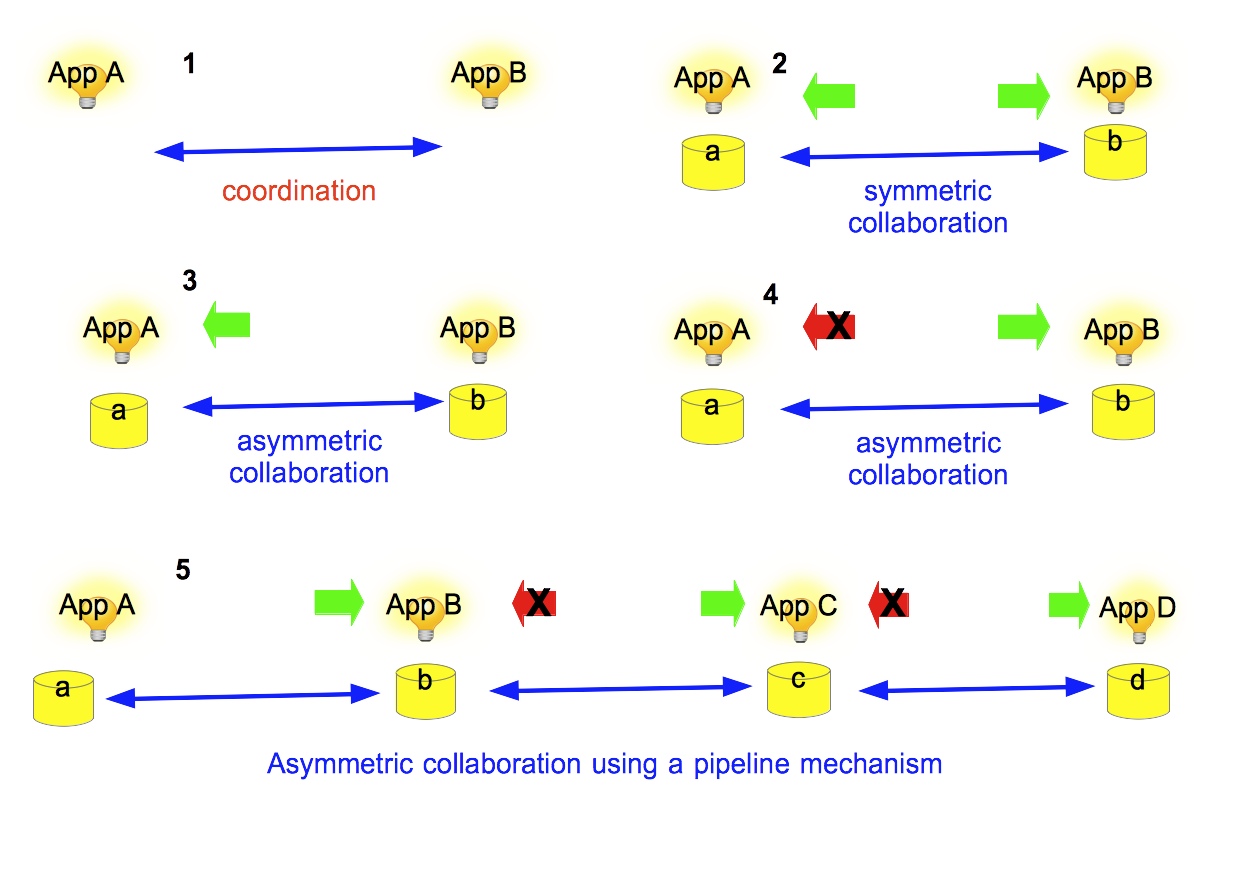 1
App A
App B
coordination
2
App A
App B
a
b
symmetric
collaboration
3
App A
App B
a
b
asymmetric
collaboration
4
App A
X
App B
a
b
asymmetric
collaboration
5
App A
App B
X
App C
X
App D
a
b
c
d
Asymmetric collaboration using a pipeline mechanism